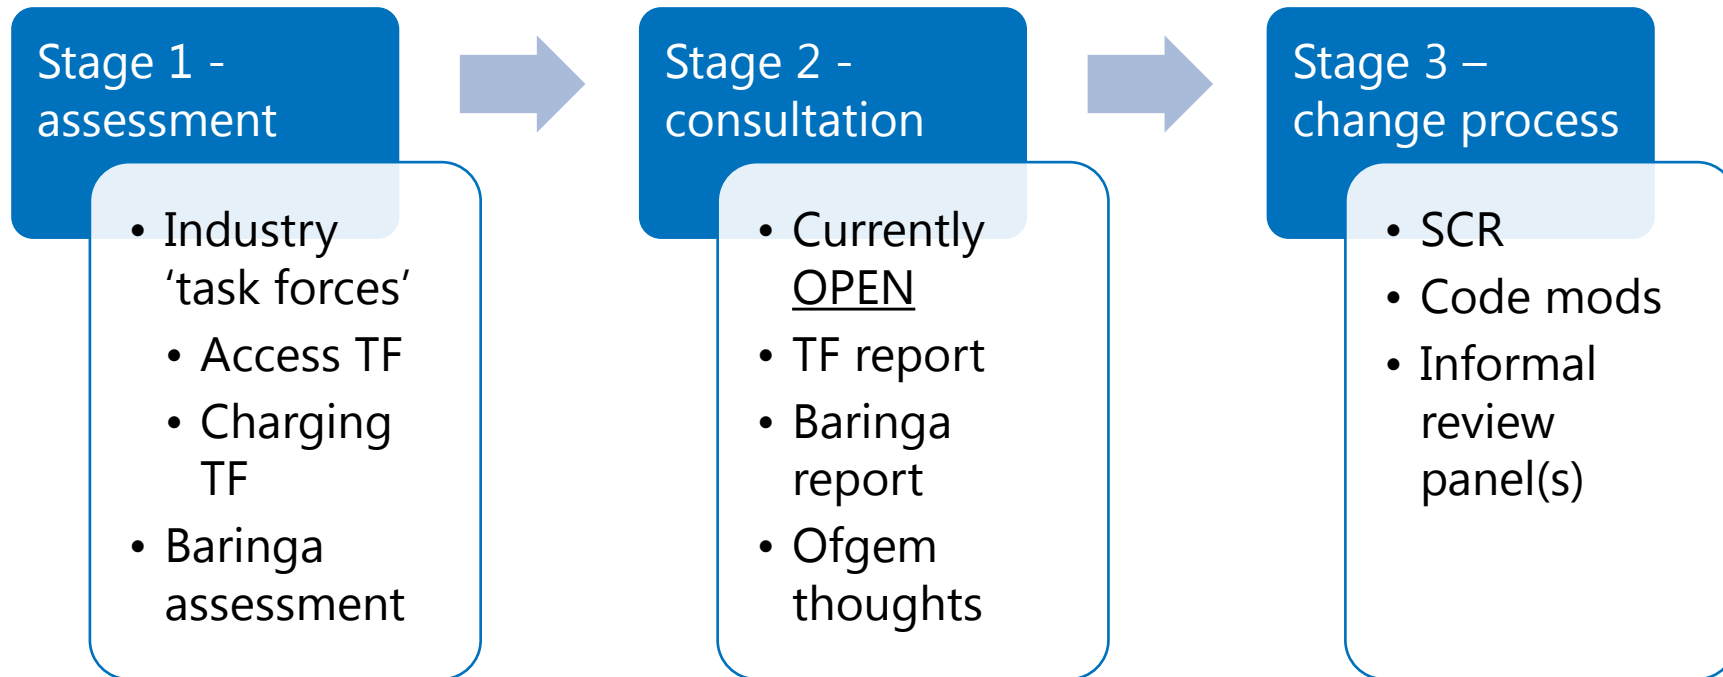 Stage 1 -
assessment
• Industry
‘task forces’
• Access TF
• Charging
TF
• Baringa
assessment
Stage 2 -
consultation
• Currently
OPEN
• TF report
• Baringa
report
• Ofgem
thoughts
Stage 3 –
change process
• SCR
• Code mods
• Informal
review
panel(s)